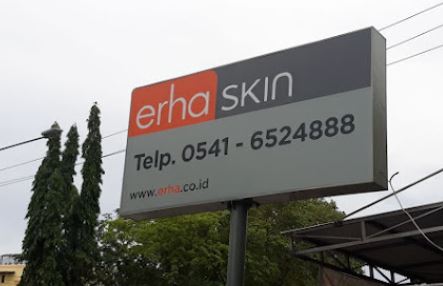 erha SKIN
Telp. 0541 - 6524888
www.erha.co.id